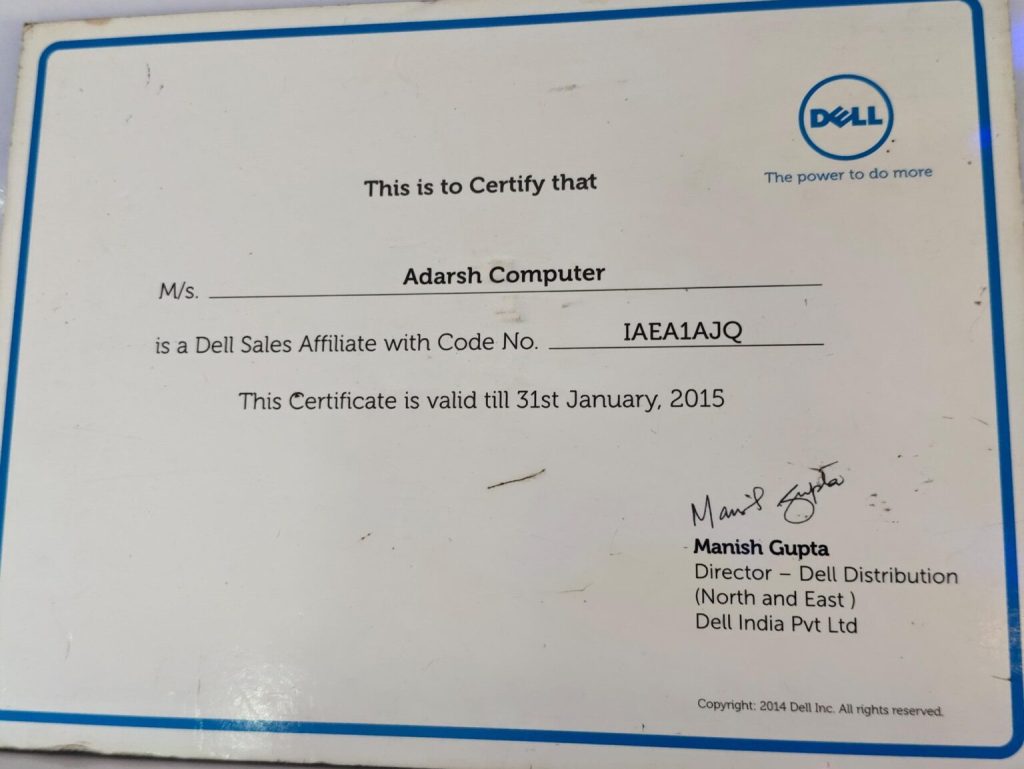 DELL
The power to do more
This is to Certify that
M/s. Adarsh Computer
is a Dell Sales Affiliate with Code No. IAEA1AJQ
This Certificate is valid till 31st January, 2015
Manish Gupta
Manish Gupta
Director – Dell Distribution
(North and East )
Dell India Pvt Ltd
Copyright: 2014 Dell Inc. All rights reserved.